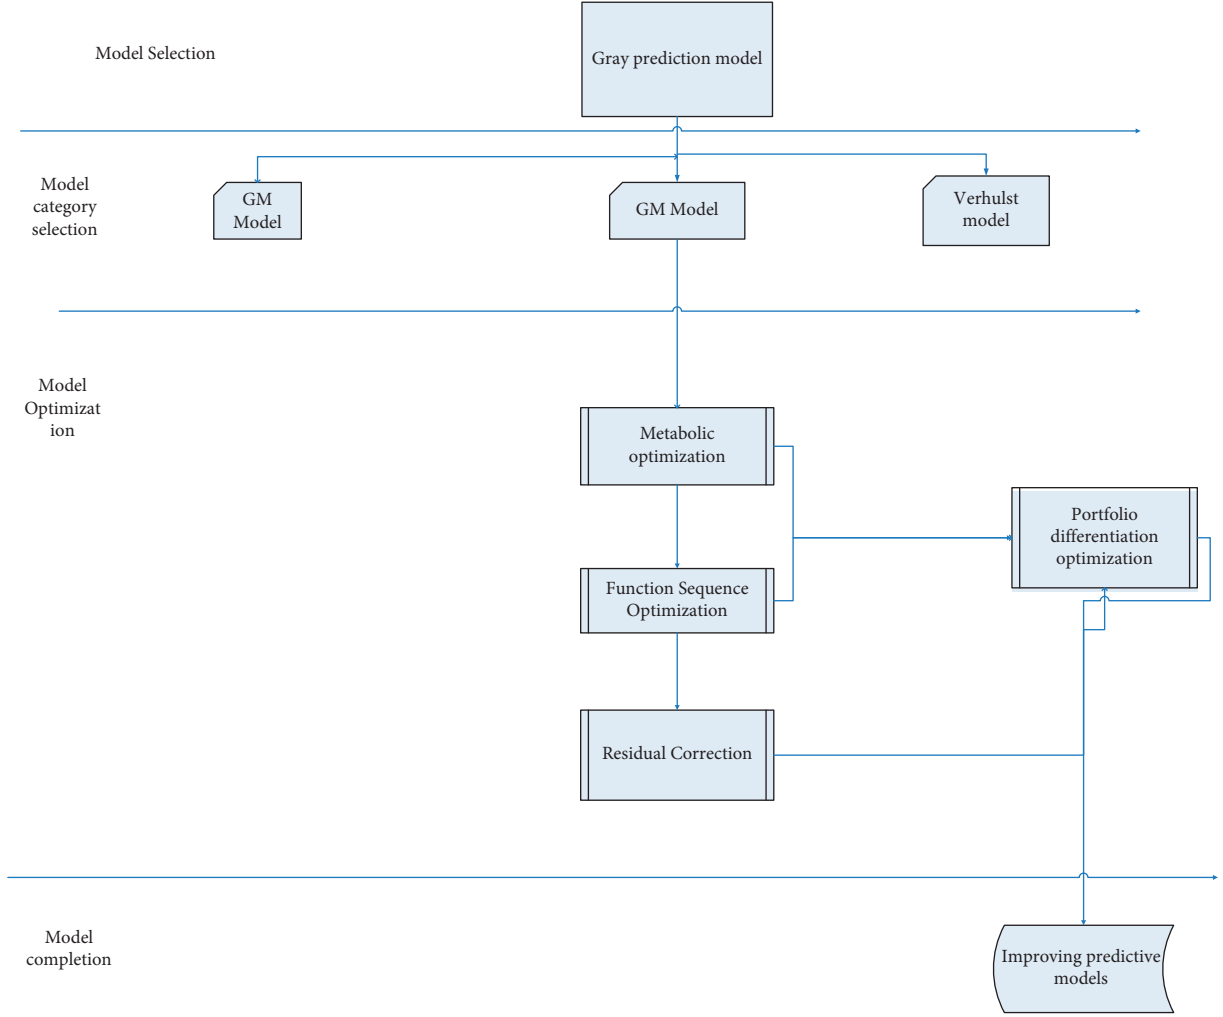 Model Selection
Gray prediction model
Model
category
selection
GM
Model
GM Model
Verhulst
model
Model
Optimizat
ion
Metabolic
optimization
Portfolio
differentiation
optimization
Function Sequence
Optimization
Residual Correction
Model
completion
Improving predictive
models